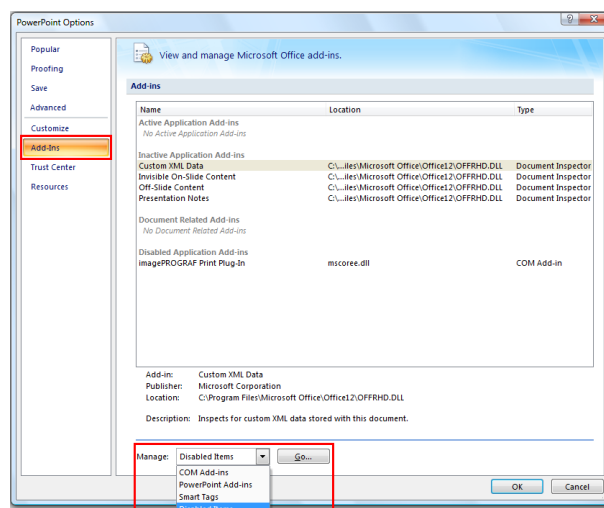 PowerPoint Options
Popular
Proofing
Save
Advanced
Customize
Add-Ins
Trust Center
Resources
View and manage Microsoft Office add-ins.
Add-ins
Name Location Type
Active Application Add-ins
No Active Application Add-ins
Inactive Application Add-ins
Custom XML Data C:\...iles\Microsoft Office\Office12\OFFRHD.DLL Document Inspector
Invisible On-Slide Content C:\...iles\Microsoft Office\Office12\OFFRHD.DLL Document Inspector
Off-Slide Content C:\...iles\Microsoft Office\Office12\OFFRHD.DLL Document Inspector
Presentation Notes C:\...iles\Microsoft Office\Office12\OFFRHD.DLL Document Inspector
Document Related Add-ins
No Document Related Add-ins
Disabled Application Add-ins
imagePROGRAF Print Plug-In mscoree.dll COM Add-in
Add-in: Custom XML Data
Publisher: Microsoft Corporation
Location: C:\Program Files\Microsoft Office\Office12\OFFRHD.DLL
Description: Inspects for custom XML data stored with this document.
Manage: Disabled Items Go...
COM Add-ins
PowerPoint Add-ins
Smart Tags
Disabled Items
OK Cancel